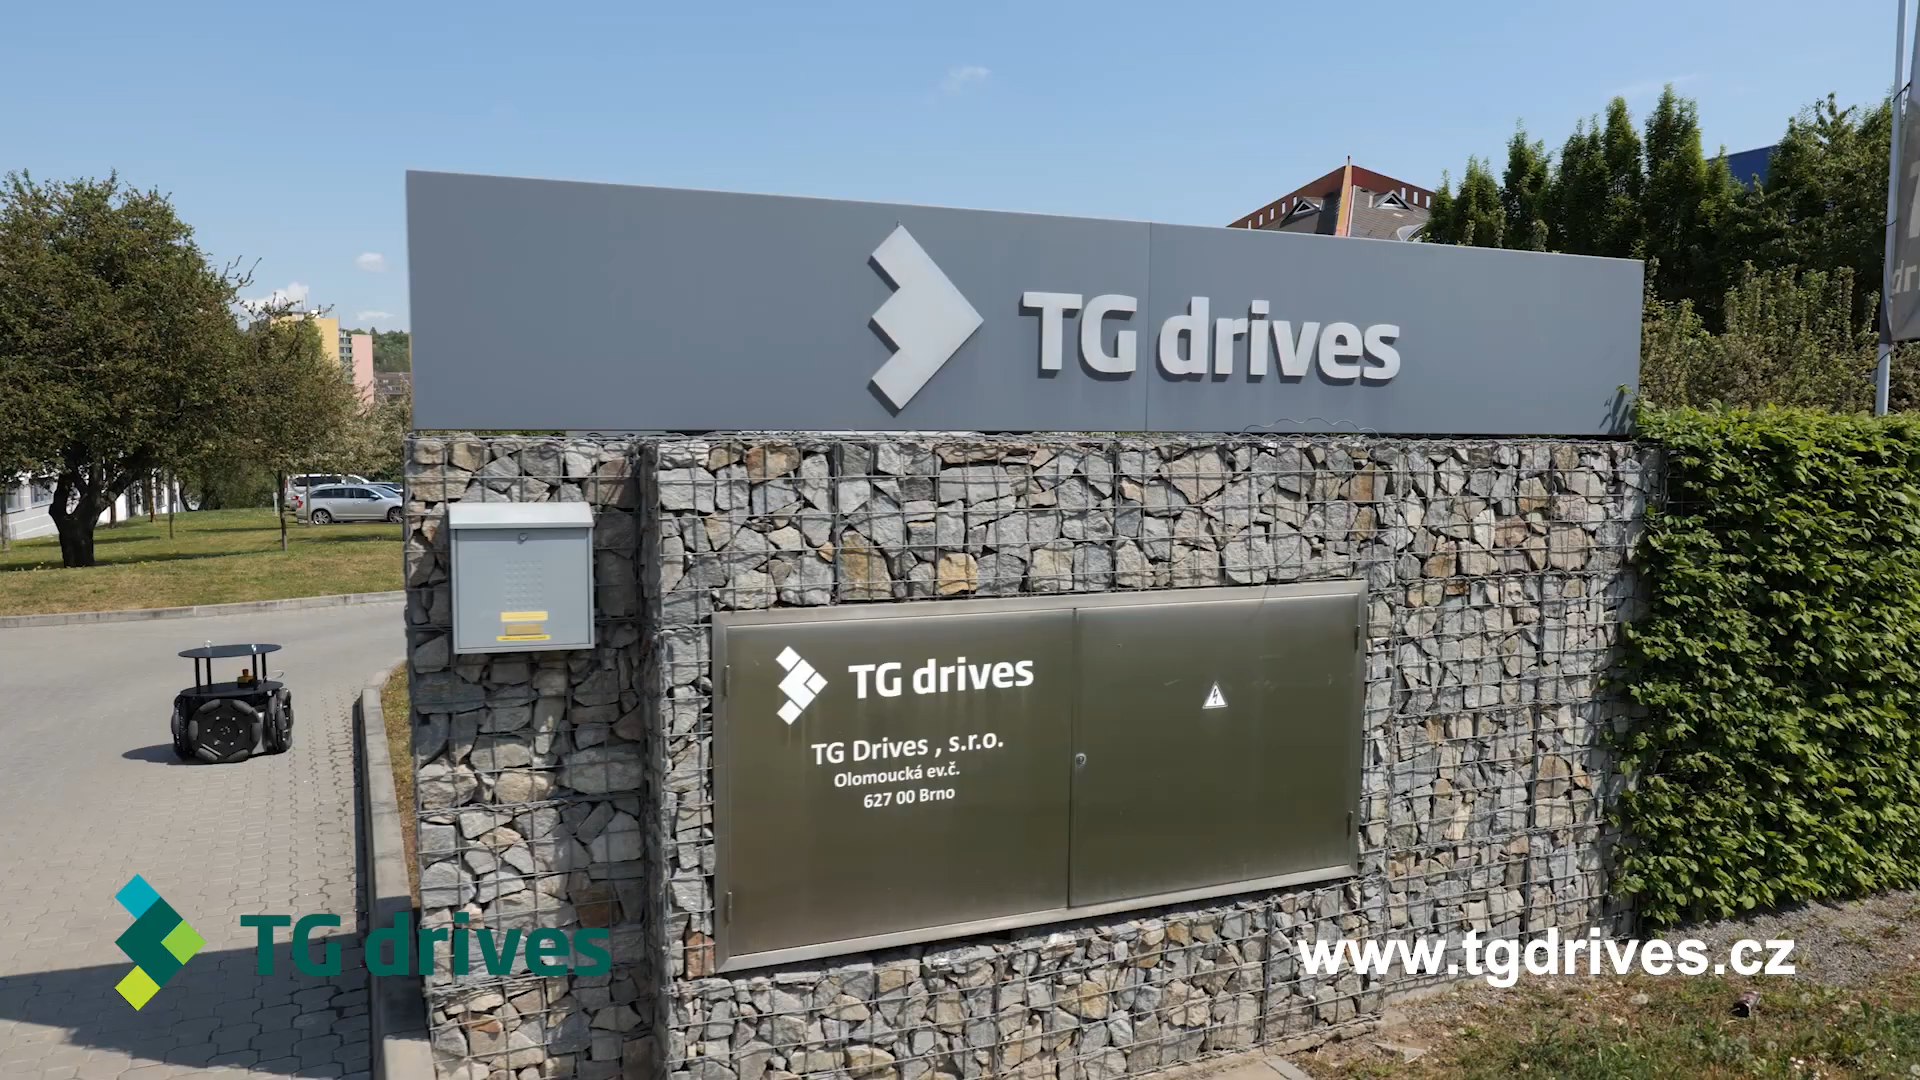 TG drives
TG drives
TG Drives , s.r.o.
Olomoucká ev.č.
627 00 Brno
TG drives
www.tgdrives.cz